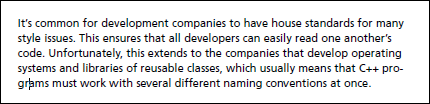 It's common for development companies to have house standards for many
style issues. This ensures that all developers can easily read one another's
code. Unfortunately, this extends to the companies that develop operating
systems and libraries of reusable classes, which usually means that C++ pro-
grams must work with several different naming conventions at once.